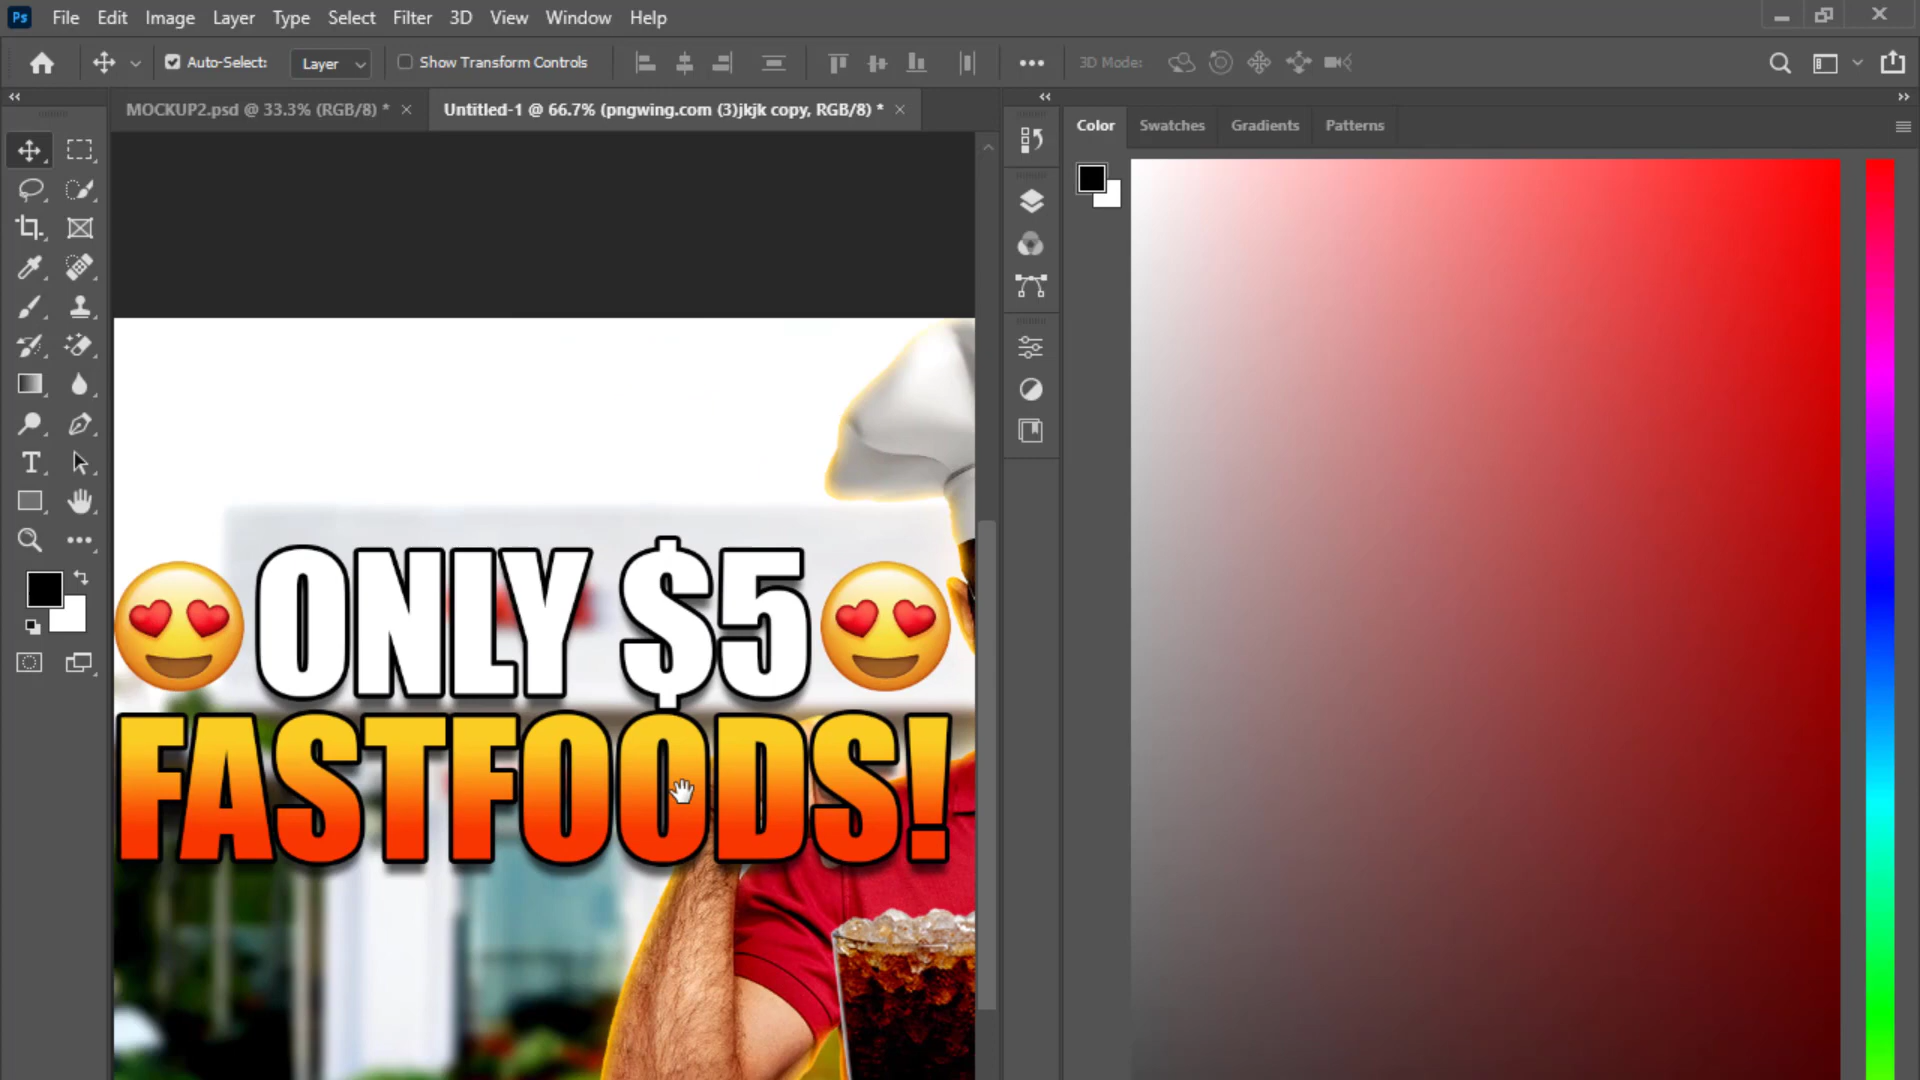 Ps File Edit Image Layer Type Select Filter 3D View Window Help
Auto-Select: Layer Show Transform Controls 3D Mode:
MOCKUP2.psd @ 33.3% (RGB/8) * Untitled-1 @ 66.7% (pngwing.com (3)jkjk copy, RGB/8) *
Color Swatches Gradients Patterns
ONLY $5
FASTFOODS!